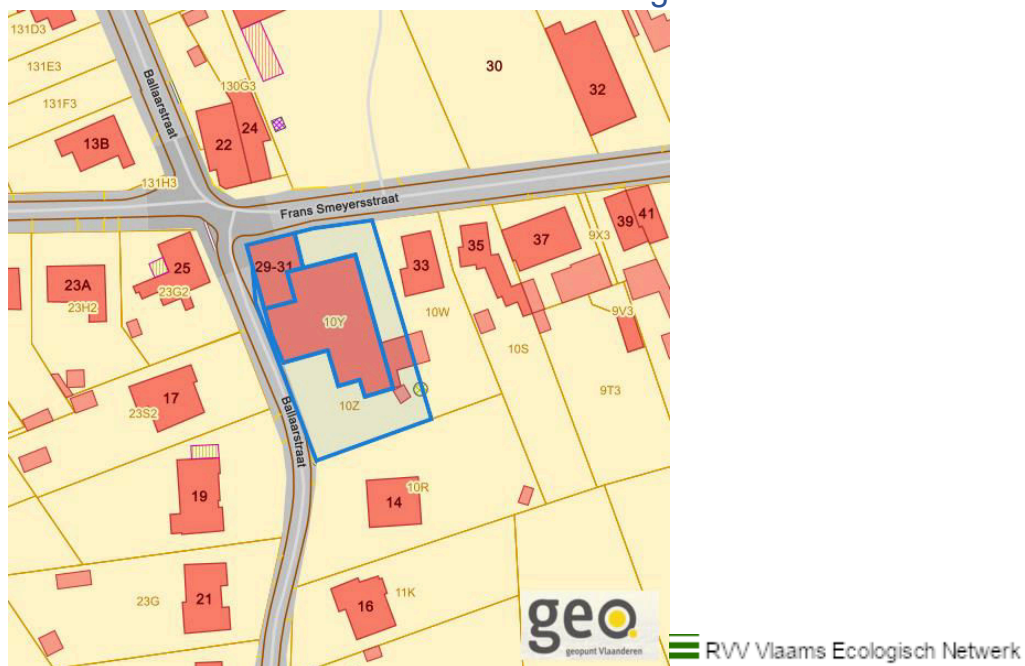 131D3
131E3
131F3
13B
Ballaarstraat
130G3
22
24
30
32
131H3
Frans Smeyersstraat
23A
23H2
25
23G2
29-31
33
35
37
9X3
39
41
10Y
10W
9V3
10S
9T3
17
23S2
10Z
Ballaarstraat
19
14
10R
23G
21
16
11K
geo
geopunt Vlaanderen
RVV Vlaams Ecologisch Netwerk